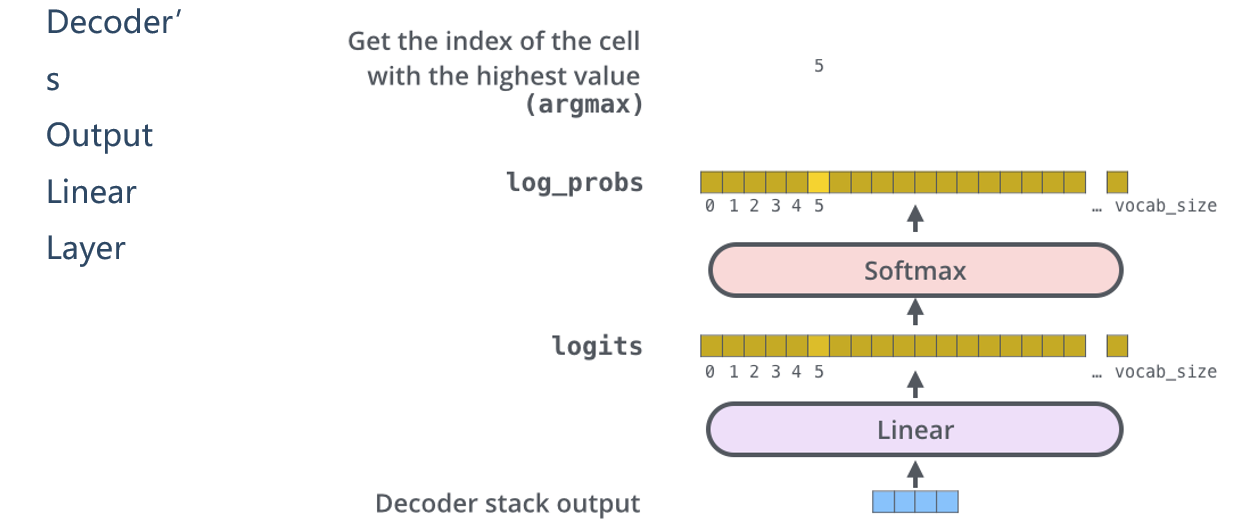 Decoder’
s
Output
Linear
Layer
Get the index of the cell
with the highest value
(argmax)
5
log_probs
0 1 2 3 4 5 … vocab_size
Softmax
logits
0 1 2 3 4 5 … vocab_size
Linear
Decoder stack output